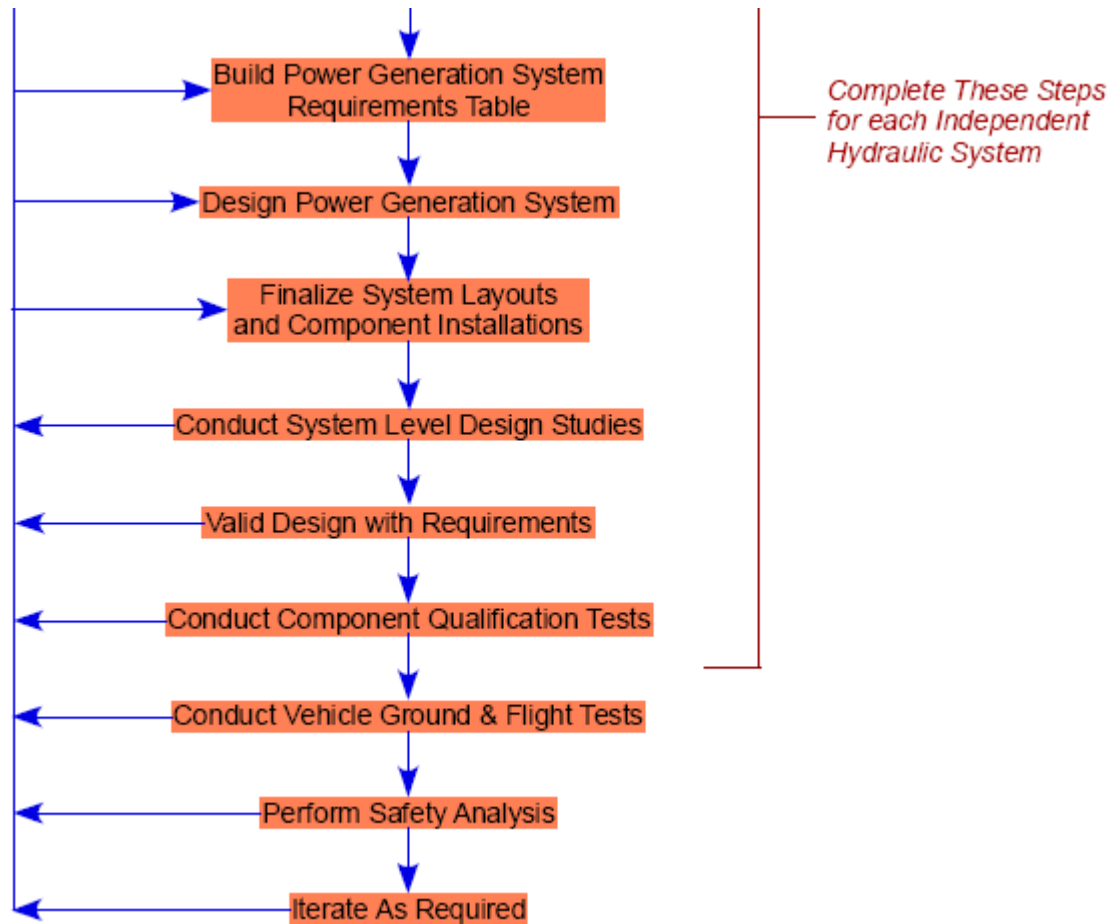 Build Power Generation System
Requirements Table
Complete These Steps
for each Independent
Hydraulic System
Design Power Generation System
Finalize System Layouts
and Component Installations
Conduct System Level Design Studies
Valid Design with Requirements
Conduct Component Qualification Tests
Conduct Vehicle Ground & Flight Tests
Perform Safety Analysis
Iterate As Required